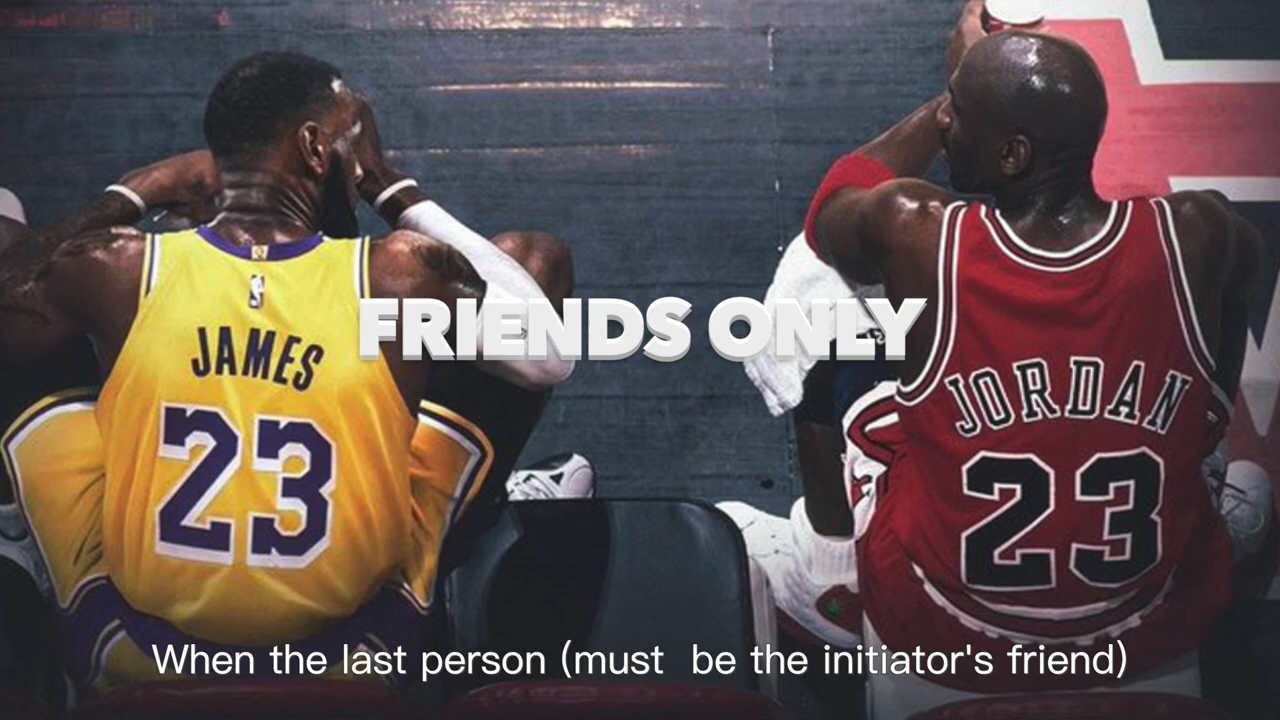 FRIENDS ONLY
JAMES
23
JORDAN
23
When the last person (must  be the initiator's friend)